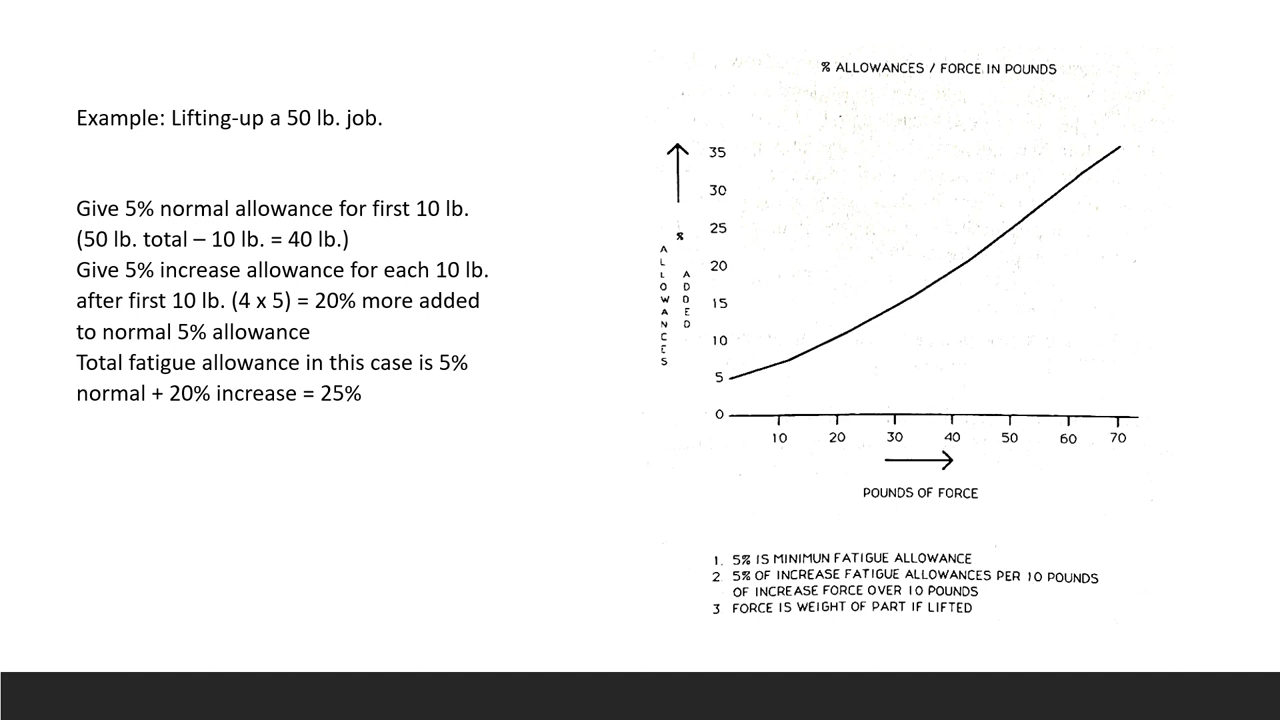 Example: Lifting-up a 50 lb. job.
Give 5% normal allowance for first 10 lb.
(50 lb. total – 10 lb. = 40 lb.)
Give 5% increase allowance for each 10 lb.
after first 10 lb. (4 x 5) = 20% more added
to normal 5% allowance
Total fatigue allowance in this case is 5%
normal + 20% increase = 25%
% ALLOWANCES / FORCE IN POUNDS
% ALLOWANCES ADDED
35
30
25
20
15
10
5
0
10 20 30 40 50 60 70
POUNDS OF FORCE
1. 5% IS MINIMUN FATIGUE ALLOWANCE
2 5% OF INCREASE FATIGUE ALLOWANCES PER 10 POUNDS
OF INCREASE FORCE OVER 10 POUNDS
3 FORCE IS WEIGHT OF PART IF LIFTED